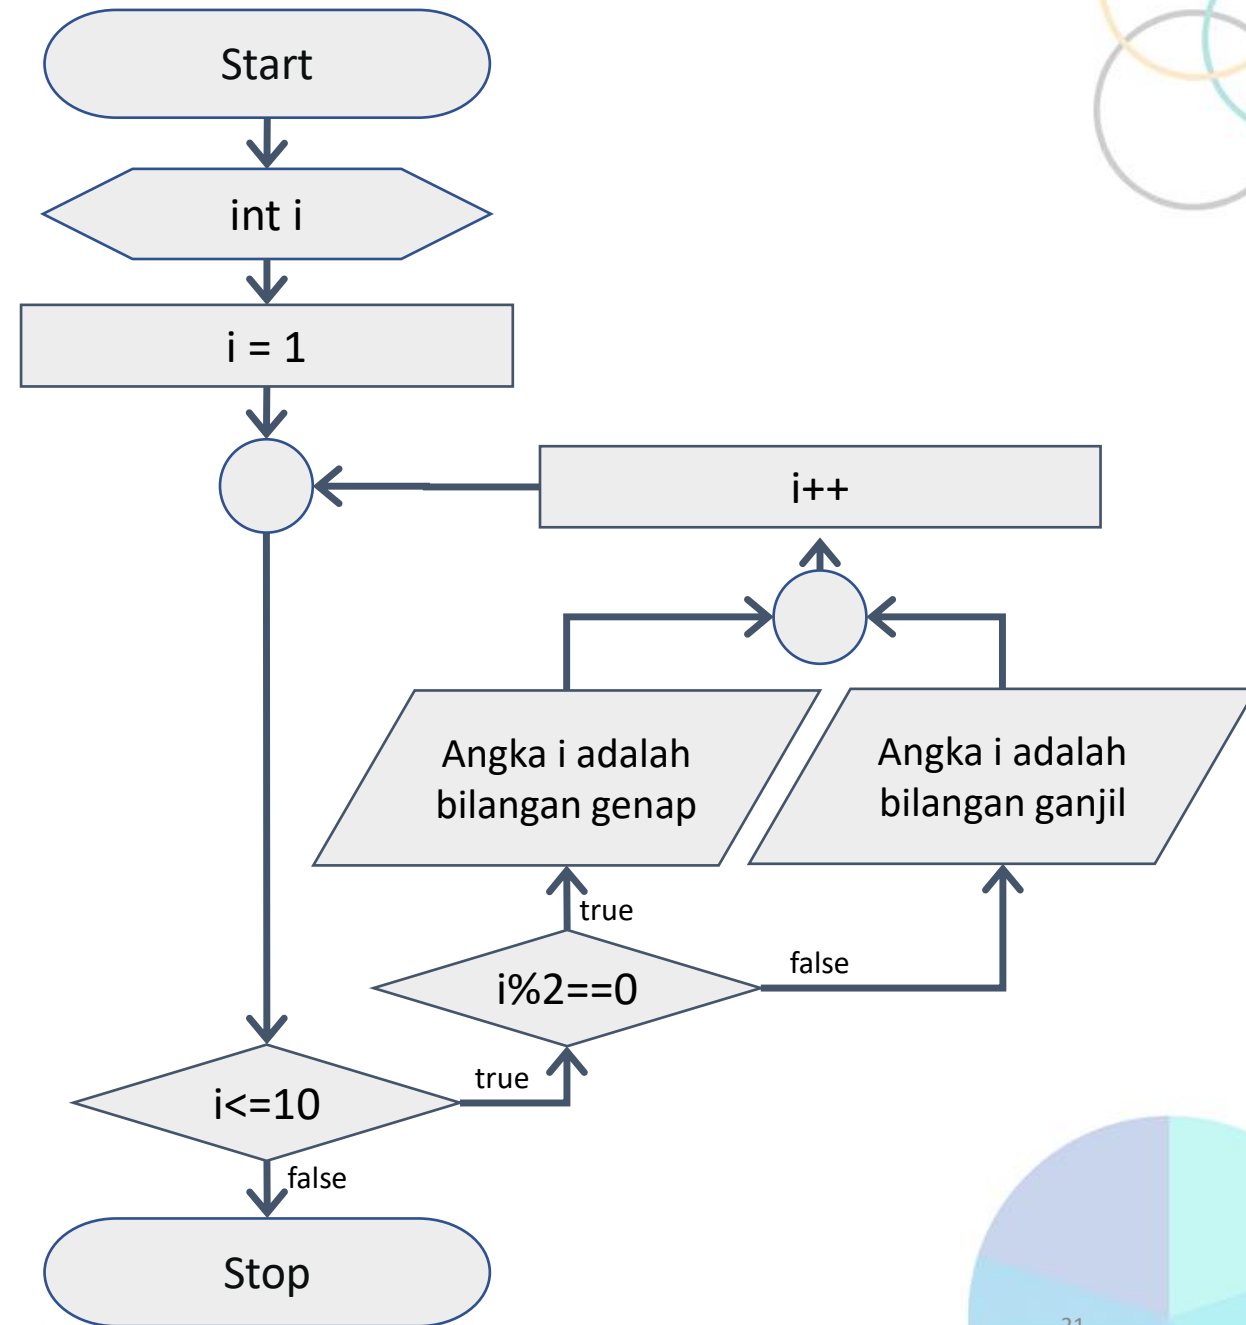 Start
int i
i = 1
i++
Angka i adalah
bilangan genap
Angka i adalah
bilangan ganjil
true
false
i%2==0
true
i<=10
false
Stop